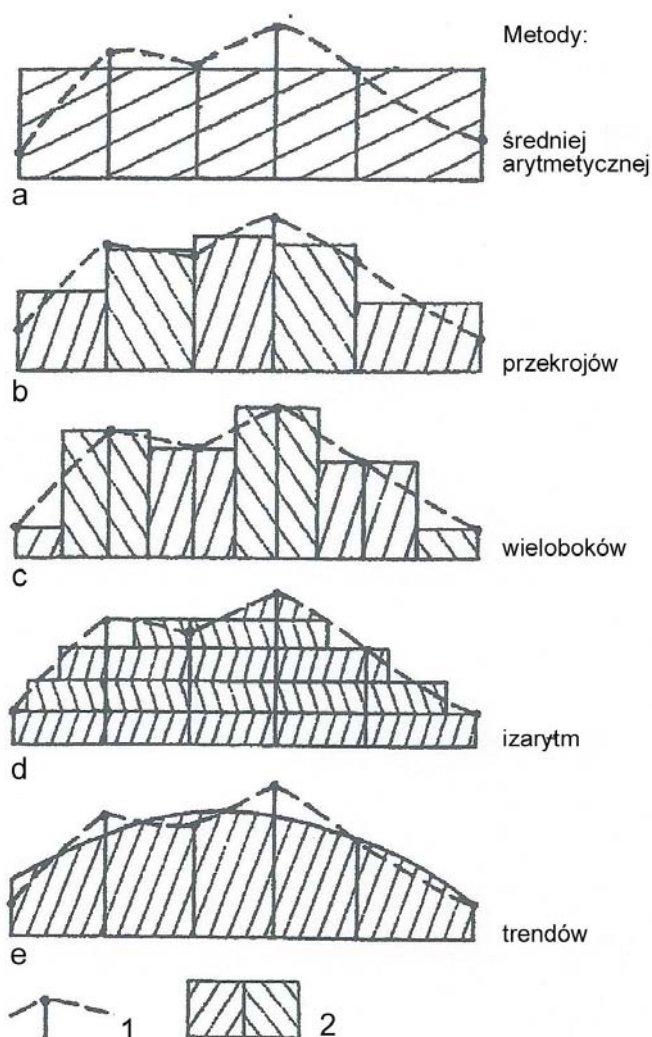 Metody:
średniej
arytmetycznej
a
przekrojów
b
wieloboków
c
izarytm
d
trendów
e
1 2